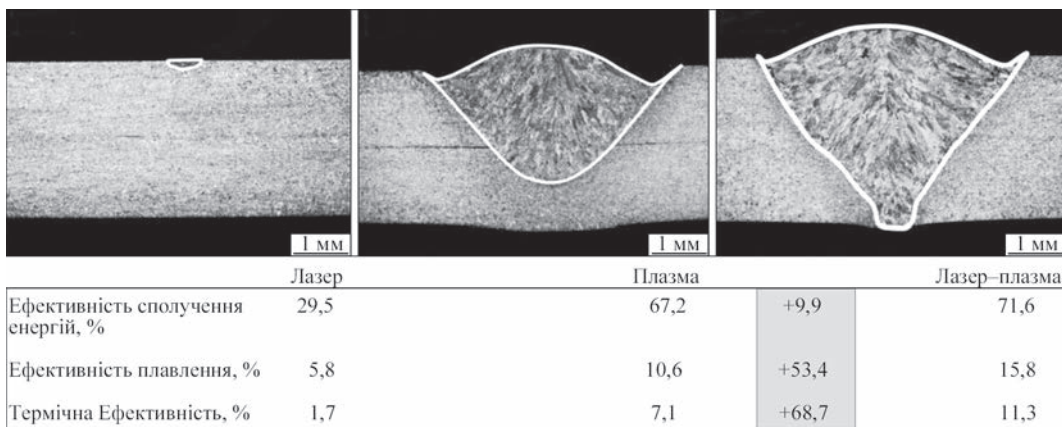 1 мм
1 мм
1 мм
Лазер Плазма Лазер–плазма
Ефективність сполучення
енергій, % 29,5 67,2 +9,9 71,6
Ефективність плавлення, % 5,8 10,6 +53,4 15,8
Термічна Ефективність, % 1,7 7,1 +68,7 11,3